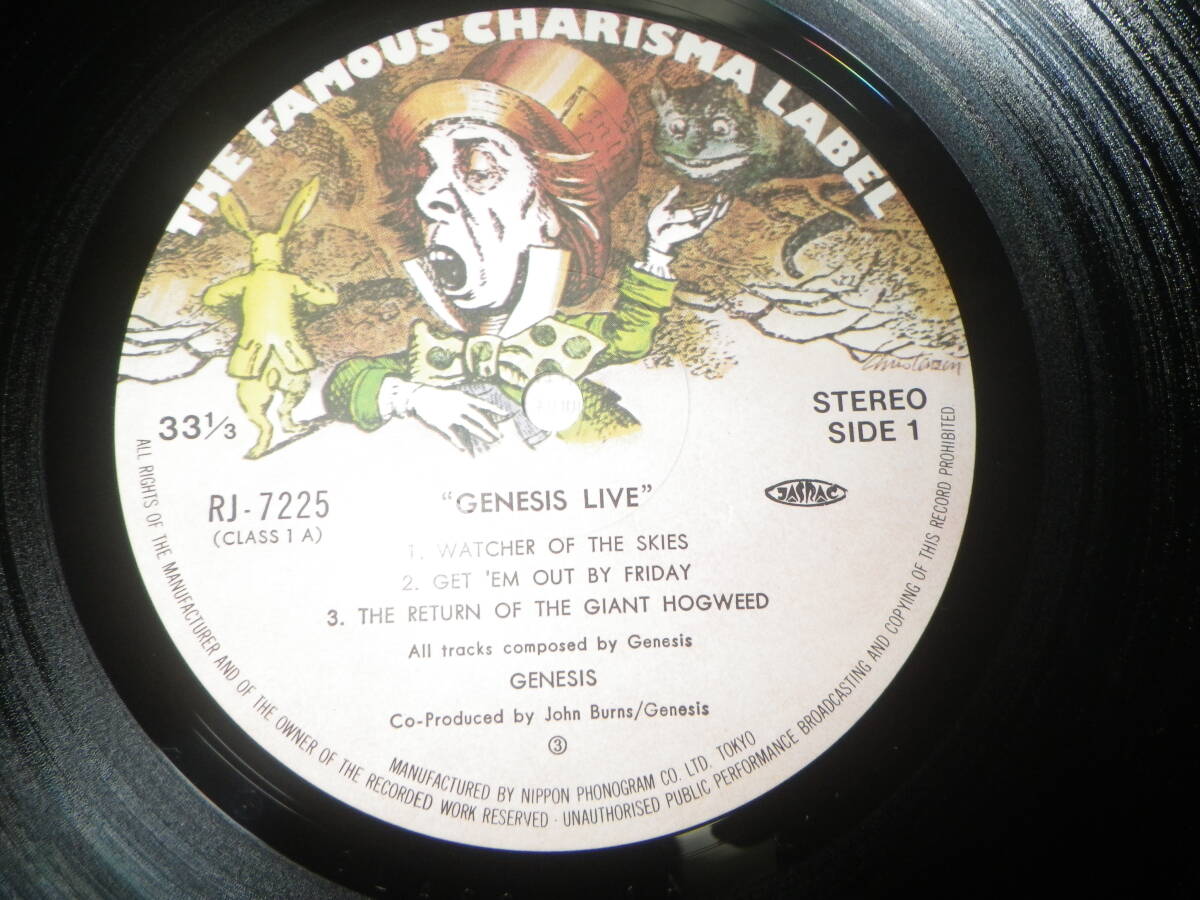 THE FAMOUS CHARISMA LABEL
33⅓
STEREO
SIDE 1
RJ-7225
(CLASS 1 A)
"GENESIS LIVE"
JASRAC
1. WATCHER OF THE SKIES
2. GET 'EM OUT BY FRIDAY
3. THE RETURN OF THE GIANT HOGWEED
All tracks composed by Genesis
GENESIS
Co-Produced by John Burns/Genesis
③
MANUFACTURED BY NIPPON PHONOGRAM CO. LTD. TOKYO
ALL RIGHTS OF THE MANUFACTURER AND OF THE OWNER OF THE RECORDED WORK RESERVED · UNAUTHORISED PUBLIC PERFORMANCE BROADCASTING AND COPYING OF THIS RECORD PROHIBITED